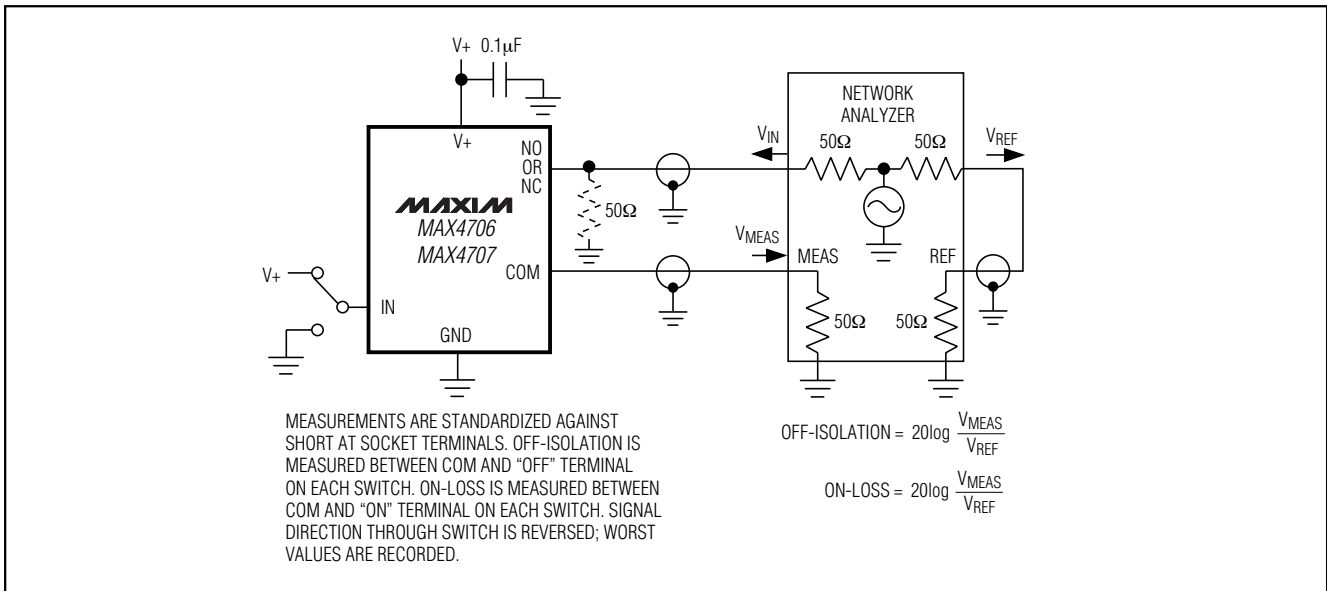 V+ 0.1µF
V+
NO
OR
NC
MAXIM
MAX4706
MAX4707
COM
V+
IN
GND
50Ω
VIN
VMEAS
NETWORK
ANALYZER
50Ω 50Ω
VREF
MEAS REF
50Ω 50Ω
MEASUREMENTS ARE STANDARDIZED AGAINST
SHORT AT SOCKET TERMINALS. OFF-ISOLATION IS
MEASURED BETWEEN COM AND “OFF” TERMINAL
ON EACH SWITCH. ON-LOSS IS MEASURED BETWEEN
COM AND “ON” TERMINAL ON EACH SWITCH. SIGNAL
DIRECTION THROUGH SWITCH IS REVERSED; WORST
VALUES ARE RECORDED.
OFF-ISOLATION = 20log VMEAS
VREF
ON-LOSS = 20log VMEAS
VREF